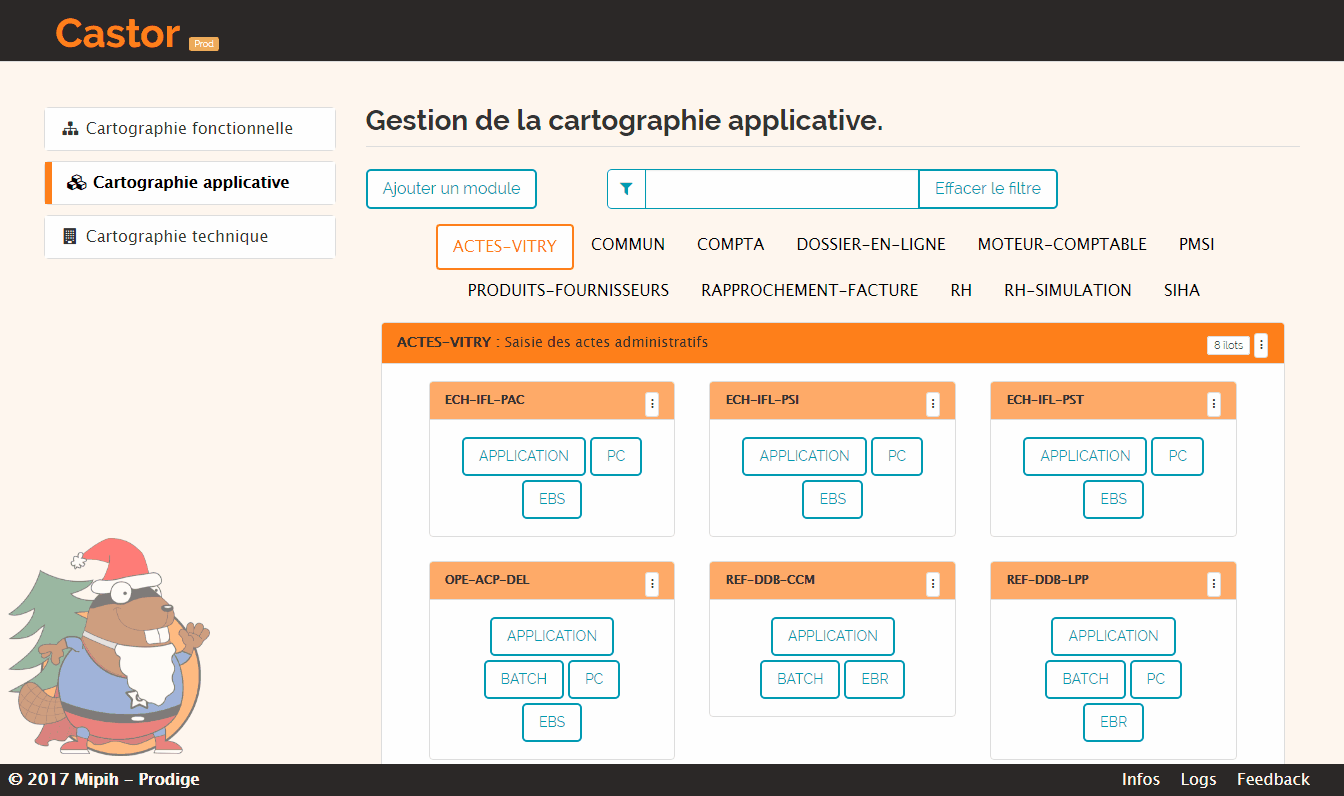 Castor Prod
Cartographie fonctionnelle
Cartographie applicative
Cartographie technique
Gestion de la cartographie applicative.
Ajouter un module
Effacer le filtre
ACTES-VITRY COMMUN COMPTA DOSSIER-EN-LIGNE MOTEUR-COMPTABLE PMSI
PRODUITS-FOURNISSEURS RAPPROCHEMENT-FACTURE RH RH-SIMULATION SIHA
ACTES-VITRY : Saisie des actes administratifs 8 ilots
ECH-IFL-PAC
APPLICATION PC
EBS
ECH-IFL-PSI
APPLICATION PC
EBS
ECH-IFL-PST
APPLICATION PC
EBS
OPE-ACP-DEL
APPLICATION
BATCH PC
EBS
REF-DDB-CCM
APPLICATION
BATCH EBR
REF-DDB-LPP
APPLICATION
BATCH PC
EBR
© 2017 Mipih - Prodige
Infos Logs Feedback